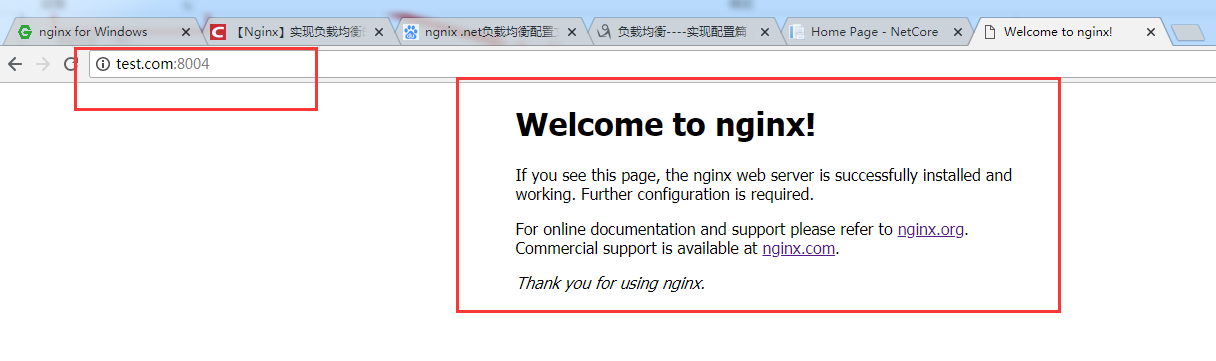 nginx for Windows
【Nginx】实现负载均衡
ngnix .net负载均衡配置
负载均衡----实现配置篇
Home Page - NetCore
Welcome to nginx!
test.com:8004
Welcome to nginx!
If you see this page, the nginx web server is successfully installed and
working. Further configuration is required.
For online documentation and support please refer to nginx.org.
Commercial support is available at nginx.com.
Thank you for using nginx.